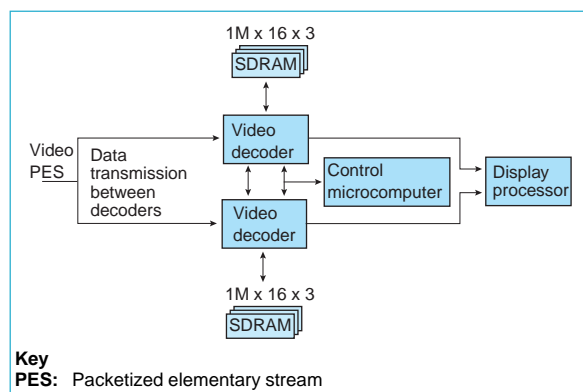 1M x 16 x 3
SDRAM
Video
decoder
Video
PES
Data
transmission
between
decoders
Control
microcomputer
Display
processor
Video
decoder
1M x 16 x 3
SDRAM
Key
PES: Packetized elementary stream